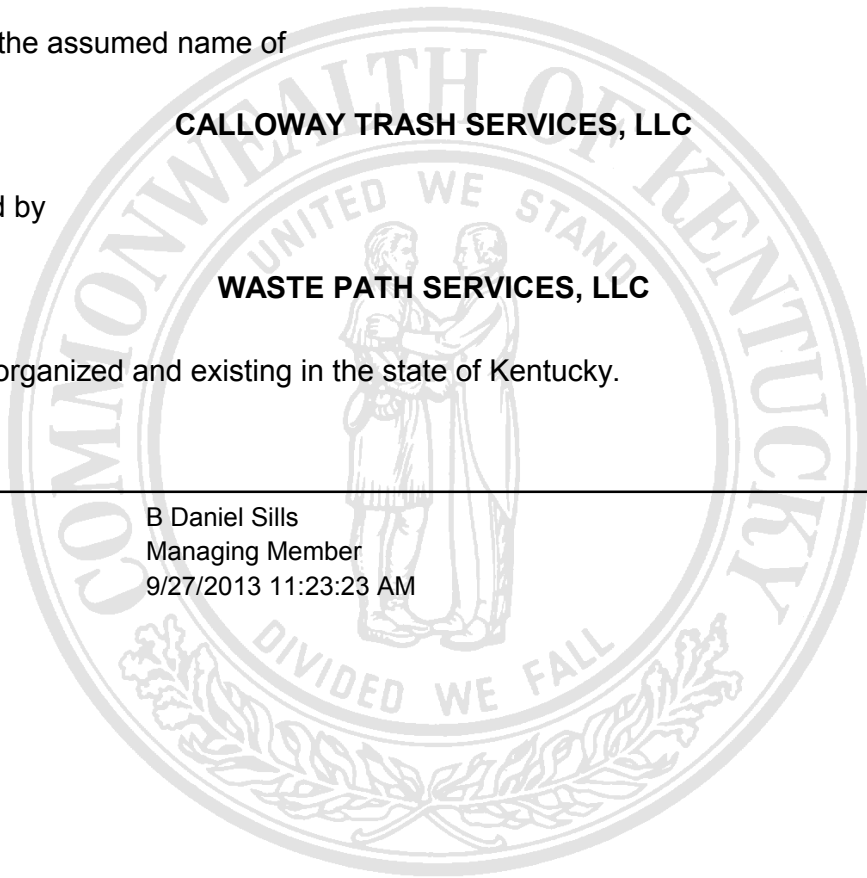 the assumed name of
CALLOWAY TRASH SERVICES, LLC
d by
WASTE PATH SERVICES, LLC
organized and existing in the state of Kentucky.
B Daniel Sills
Managing Member
9/27/2013 11:23:23 AM
COMMONWEALTH OF KENTUCKY
UNITED WE STAND
DIVIDED WE FALL